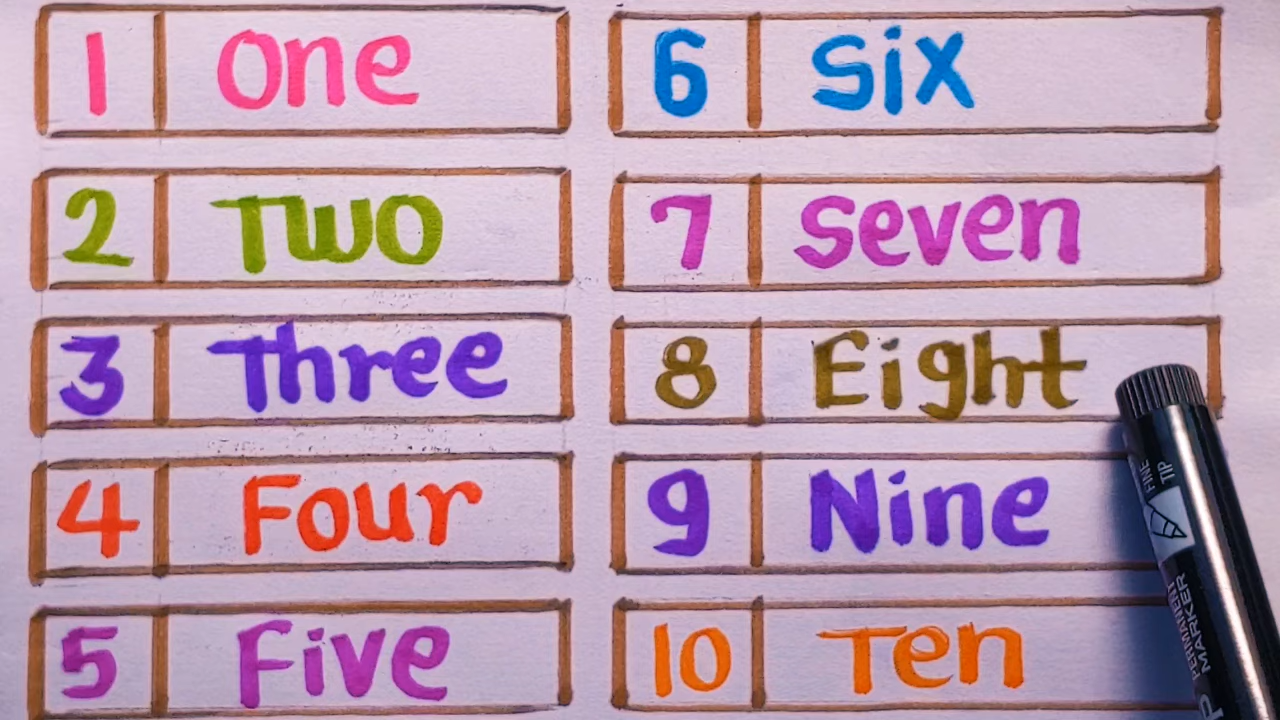 1 One
2 Two
3 Three
4 Four
5 Five
6 Six
7 Seven
8 Eight
9 Nine
10 Ten
FINE
TIP
PERMANENT
MARKER
P